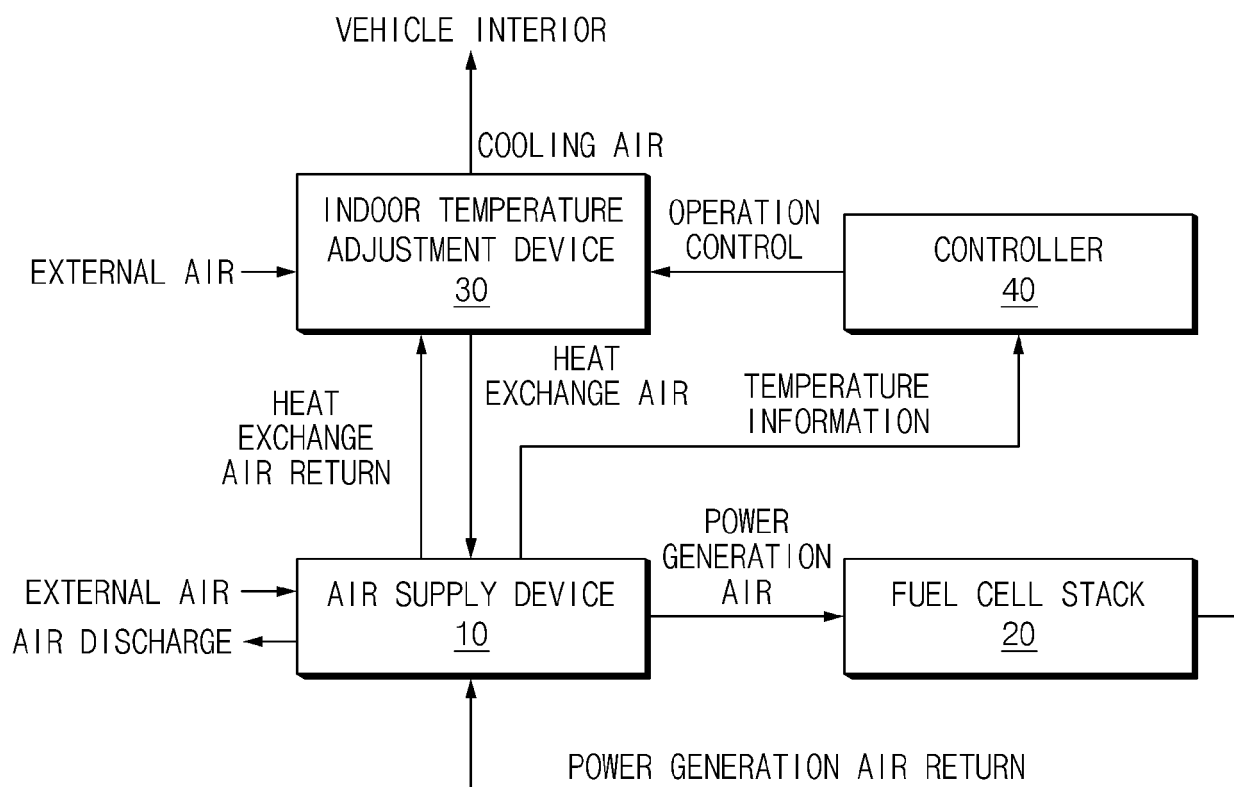 VEHICLE INTERIOR
COOLING AIR
INDOOR TEMPERATURE
ADJUSTMENT DEVICE
30
EXTERNAL AIR
OPERATION
CONTROL
CONTROLLER
40
HEAT
EXCHANGE AIR
HEAT
EXCHANGE
AIR RETURN
TEMPERATURE
INFORMATION
EXTERNAL AIR
AIR DISCHARGE
AIR SUPPLY DEVICE
10
POWER
GENERATION
AIR
FUEL CELL STACK
20
POWER GENERATION AIR RETURN